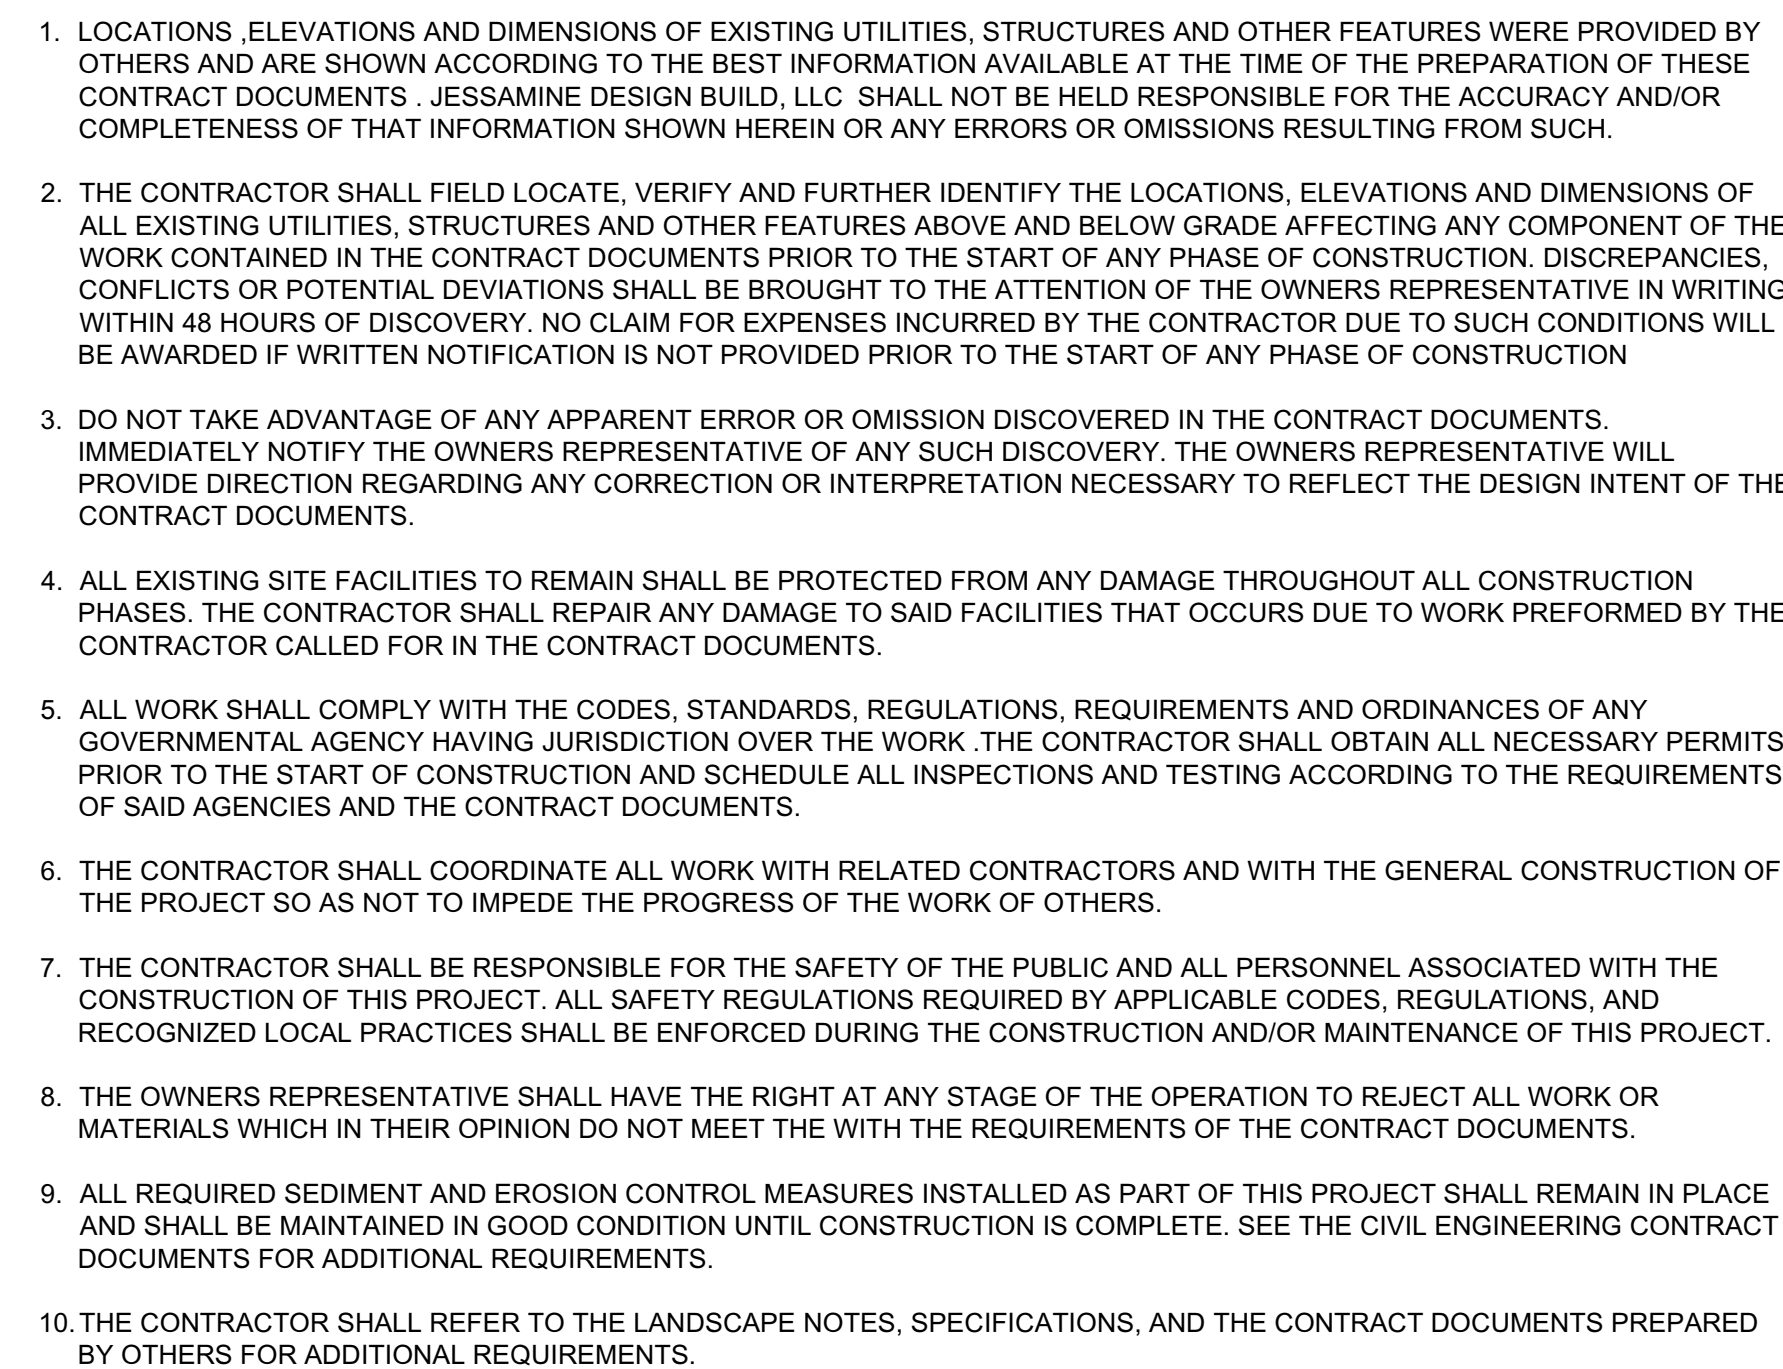 1. LOCATIONS ,ELEVATIONS AND DIMENSIONS OF EXISTING UTILITIES, STRUCTURES AND OTHER FEATURES WERE PROVIDED BY
OTHERS AND ARE SHOWN ACCORDING TO THE BEST INFORMATION AVAILABLE AT THE TIME OF THE PREPARATION OF THESE
CONTRACT DOCUMENTS . JESSAMINE DESIGN BUILD, LLC SHALL NOT BE HELD RESPONSIBLE FOR THE ACCURACY AND/OR
COMPLETENESS OF THAT INFORMATION SHOWN HEREIN OR ANY ERRORS OR OMISSIONS RESULTING FROM SUCH.
2. THE CONTRACTOR SHALL FIELD LOCATE, VERIFY AND FURTHER IDENTIFY THE LOCATIONS, ELEVATIONS AND DIMENSIONS OF
ALL EXISTING UTILITIES, STRUCTURES AND OTHER FEATURES ABOVE AND BELOW GRADE AFFECTING ANY COMPONENT OF THE
WORK CONTAINED IN THE CONTRACT DOCUMENTS PRIOR TO THE START OF ANY PHASE OF CONSTRUCTION. DISCREPANCIES,
CONFLICTS OR POTENTIAL DEVIATIONS SHALL BE BROUGHT TO THE ATTENTION OF THE OWNERS REPRESENTATIVE IN WRITING
WITHIN 48 HOURS OF DISCOVERY. NO CLAIM FOR EXPENSES INCURRED BY THE CONTRACTOR DUE TO SUCH CONDITIONS WILL
BE AWARDED IF WRITTEN NOTIFICATION IS NOT PROVIDED PRIOR TO THE START OF ANY PHASE OF CONSTRUCTION
3. DO NOT TAKE ADVANTAGE OF ANY APPARENT ERROR OR OMISSION DISCOVERED IN THE CONTRACT DOCUMENTS.
IMMEDIATELY NOTIFY THE OWNERS REPRESENTATIVE OF ANY SUCH DISCOVERY. THE OWNERS REPRESENTATIVE WILL
PROVIDE DIRECTION REGARDING ANY CORRECTION OR INTERPRETATION NECESSARY TO REFLECT THE DESIGN INTENT OF THE
CONTRACT DOCUMENTS.
4. ALL EXISTING SITE FACILITIES TO REMAIN SHALL BE PROTECTED FROM ANY DAMAGE THROUGHOUT ALL CONSTRUCTION
PHASES. THE CONTRACTOR SHALL REPAIR ANY DAMAGE TO SAID FACILITIES THAT OCCURS DUE TO WORK PREFORMED BY THE
CONTRACTOR CALLED FOR IN THE CONTRACT DOCUMENTS.
5. ALL WORK SHALL COMPLY WITH THE CODES, STANDARDS, REGULATIONS, REQUIREMENTS AND ORDINANCES OF ANY
GOVERNMENTAL AGENCY HAVING JURISDICTION OVER THE WORK .THE CONTRACTOR SHALL OBTAIN ALL NECESSARY PERMITS
PRIOR TO THE START OF CONSTRUCTION AND SCHEDULE ALL INSPECTIONS AND TESTING ACCORDING TO THE REQUIREMENTS
OF SAID AGENCIES AND THE CONTRACT DOCUMENTS.
6. THE CONTRACTOR SHALL COORDINATE ALL WORK WITH RELATED CONTRACTORS AND WITH THE GENERAL CONSTRUCTION OF
THE PROJECT SO AS NOT TO IMPEDE THE PROGRESS OF THE WORK OF OTHERS.
7. THE CONTRACTOR SHALL BE RESPONSIBLE FOR THE SAFETY OF THE PUBLIC AND ALL PERSONNEL ASSOCIATED WITH THE
CONSTRUCTION OF THIS PROJECT. ALL SAFETY REGULATIONS REQUIRED BY APPLICABLE CODES, REGULATIONS, AND
RECOGNIZED LOCAL PRACTICES SHALL BE ENFORCED DURING THE CONSTRUCTION AND/OR MAINTENANCE OF THIS PROJECT.
8. THE OWNERS REPRESENTATIVE SHALL HAVE THE RIGHT AT ANY STAGE OF THE OPERATION TO REJECT ALL WORK OR
MATERIALS WHICH IN THEIR OPINION DO NOT MEET THE WITH THE REQUIREMENTS OF THE CONTRACT DOCUMENTS.
9. ALL REQUIRED SEDIMENT AND EROSION CONTROL MEASURES INSTALLED AS PART OF THIS PROJECT SHALL REMAIN IN PLACE
AND SHALL BE MAINTAINED IN GOOD CONDITION UNTIL CONSTRUCTION IS COMPLETE. SEE THE CIVIL ENGINEERING CONTRACT
DOCUMENTS FOR ADDITIONAL REQUIREMENTS.
10. THE CONTRACTOR SHALL REFER TO THE LANDSCAPE NOTES, SPECIFICATIONS, AND THE CONTRACT DOCUMENTS PREPARED
BY OTHERS FOR ADDITIONAL REQUIREMENTS.